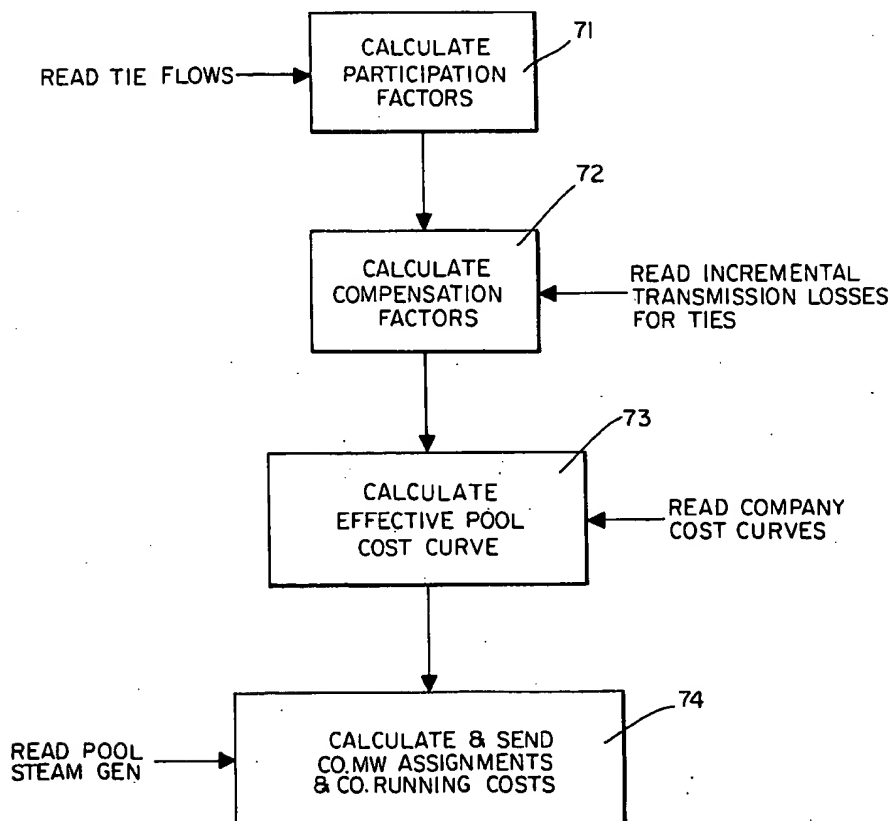 71
CALCULATE
PARTICIPATION
FACTORS
READ TIE FLOWS
72
CALCULATE
COMPENSATION
FACTORS
READ INCREMENTAL
TRANSMISSION LOSSES
FOR TIES
73
CALCULATE
EFFECTIVE POOL
COST CURVE
READ COMPANY
COST CURVES
74
READ POOL
STEAM GEN
CALCULATE & SEND
CO. MW ASSIGNMENTS
& CO. RUNNING COSTS